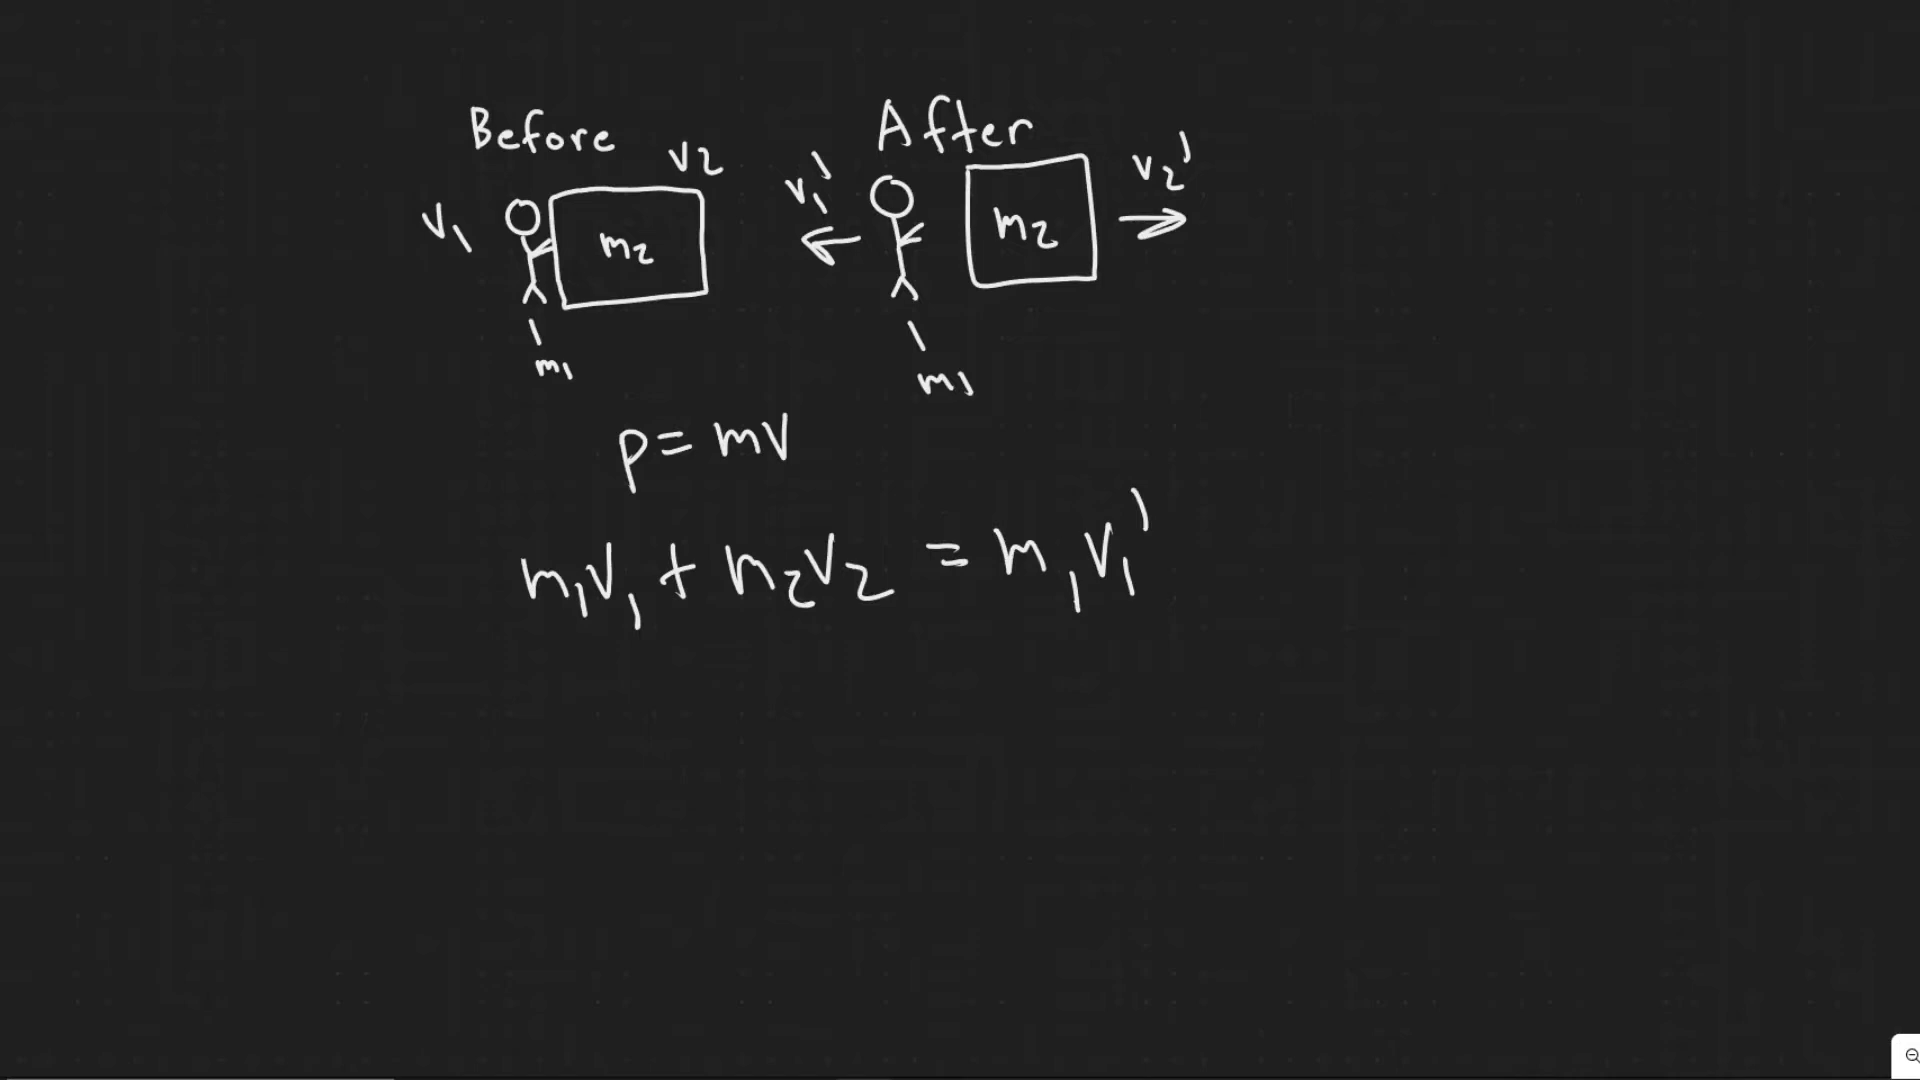 Before After
v2 v1' v2'
v1 m2 m2
m1 m1
p = mv
m1v1 + m2v2 = m1v1'